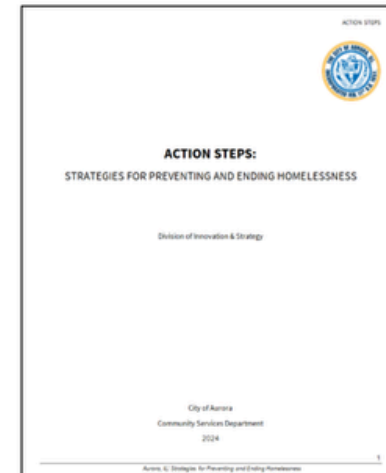 ACTION STEPS
ACTION STEPS:
STRATEGIES FOR PREVENTING AND ENDING HOMELESSNESS
Division of Innovation & Strategy
City of Aurora
Community Services Department
2024
Aurora, IL: Strategies for Preventing and Ending Homelessness